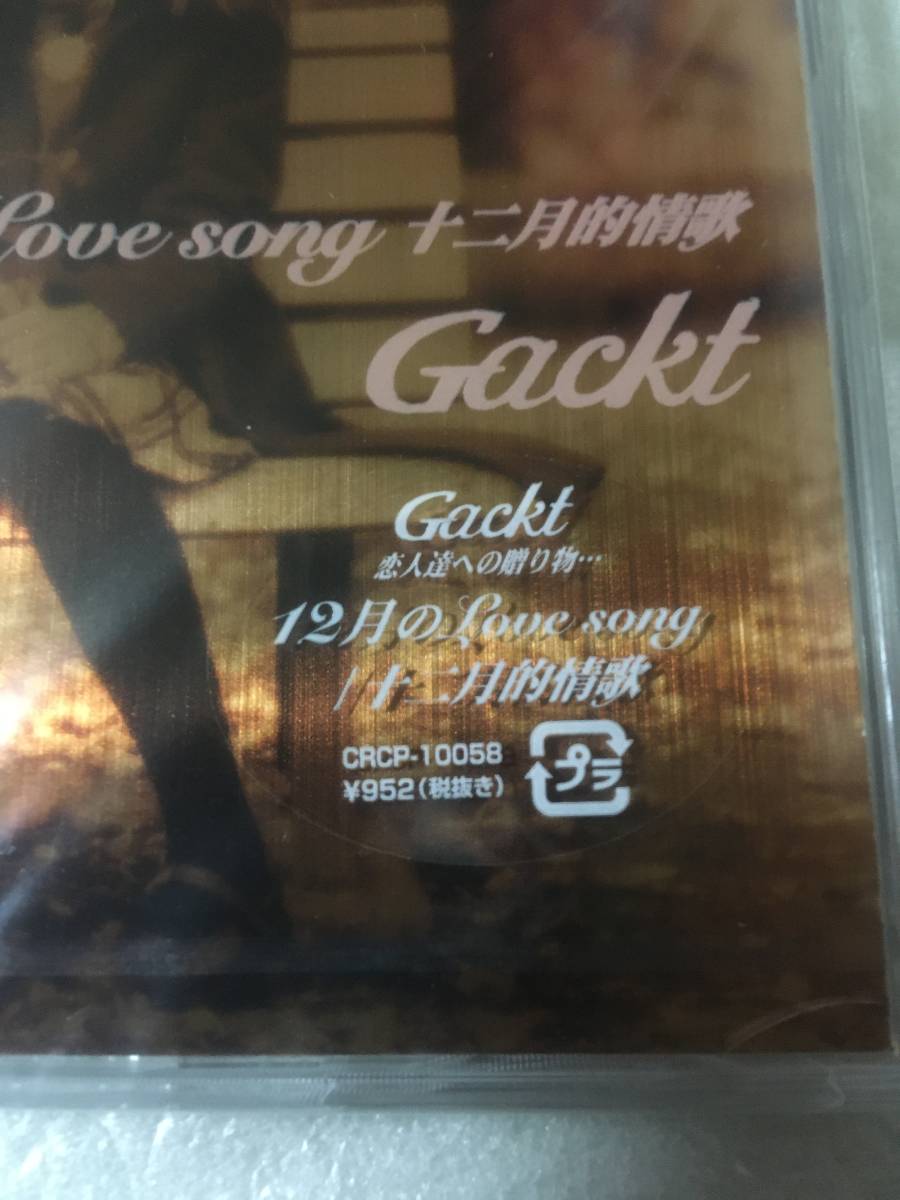 Love song 十二月的情歌
Gackt
Gackt
恋人達への贈り物…
12月のLove song
/十二月的情歌
CRCP-10058
¥952(税抜き)
プラ